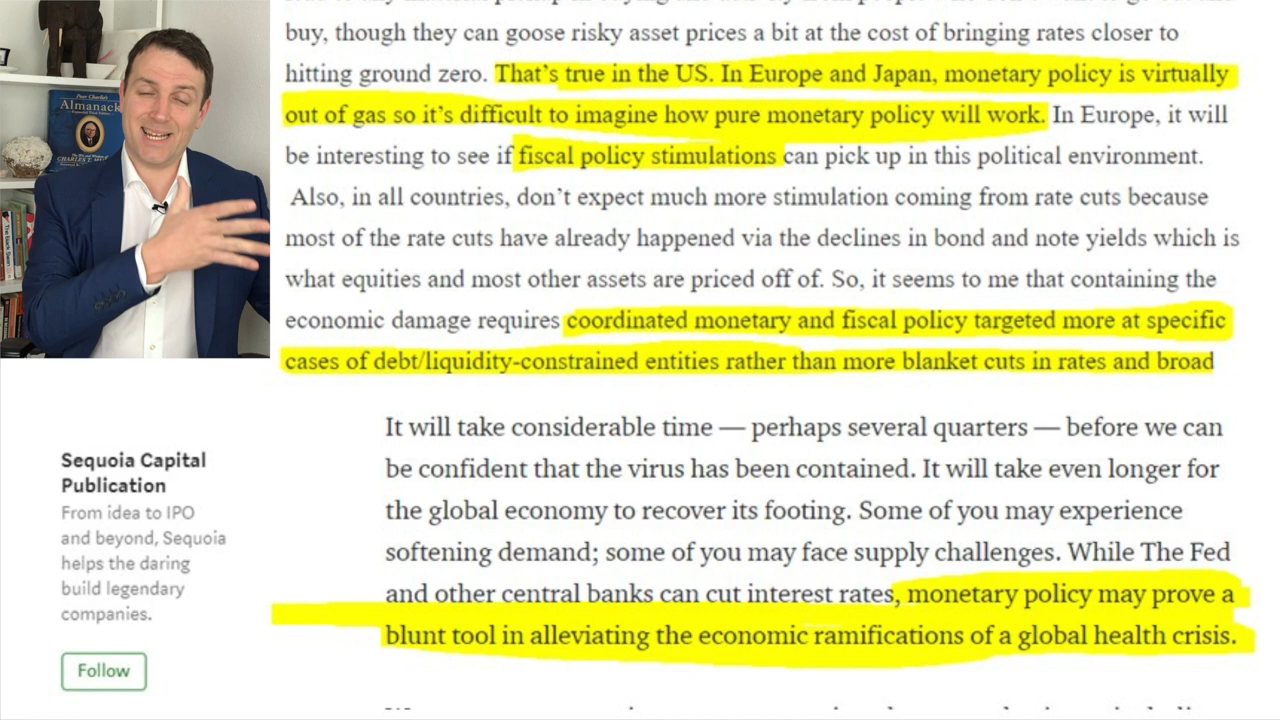 buy, though they can goose risky asset prices a bit at the cost of bringing rates closer to
hitting ground zero. That's true in the US. In Europe and Japan, monetary policy is virtually
out of gas so it's difficult to imagine how pure monetary policy will work. In Europe, it will
be interesting to see if fiscal policy stimulations can pick up in this political environment.
Also, in all countries, don't expect much more stimulation coming from rate cuts because
most of the rate cuts have already happened via the declines in bond and note yields which is
what equities and most other assets are priced off of. So, it seems to me that containing the
economic damage requires coordinated monetary and fiscal policy targeted more at specific
cases of debt/liquidity-constrained entities rather than more blanket cuts in rates and broad
Almanack
Sequoia Capital
Publication
From idea to IPO
and beyond, Sequoia
helps the daring
build legendary
companies.
Follow
It will take considerable time — perhaps several quarters — before we can
be confident that the virus has been contained. It will take even longer for
the global economy to recover its footing. Some of you may experience
softening demand; some of you may face supply challenges. While The Fed
and other central banks can cut interest rates, monetary policy may prove a
blunt tool in alleviating the economic ramifications of a global health crisis.